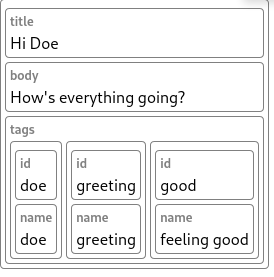 title
Hi Doe
body
How's everything going?
tags
id id id
doe greeting good
name name name
doe greeting feeling good